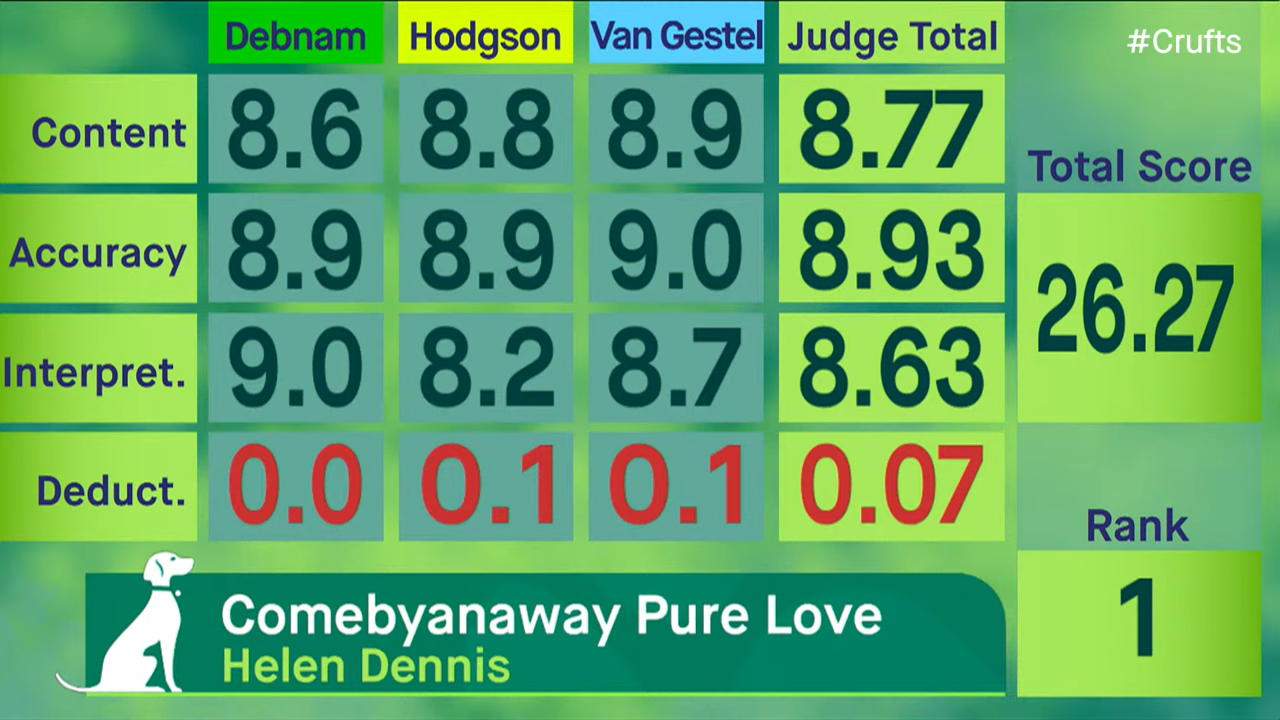 Debnam Hodgson Van Gestel Judge Total #Crufts
Content 8.6 8.8 8.9 8.77
Total Score
Accuracy 8.9 8.9 9.0 8.93
26.27
Interpret. 9.0 8.2 8.7 8.63
Deduct. 0.0 0.1 0.1 0.07
Rank
1
Comebyanaway Pure Love
Helen Dennis